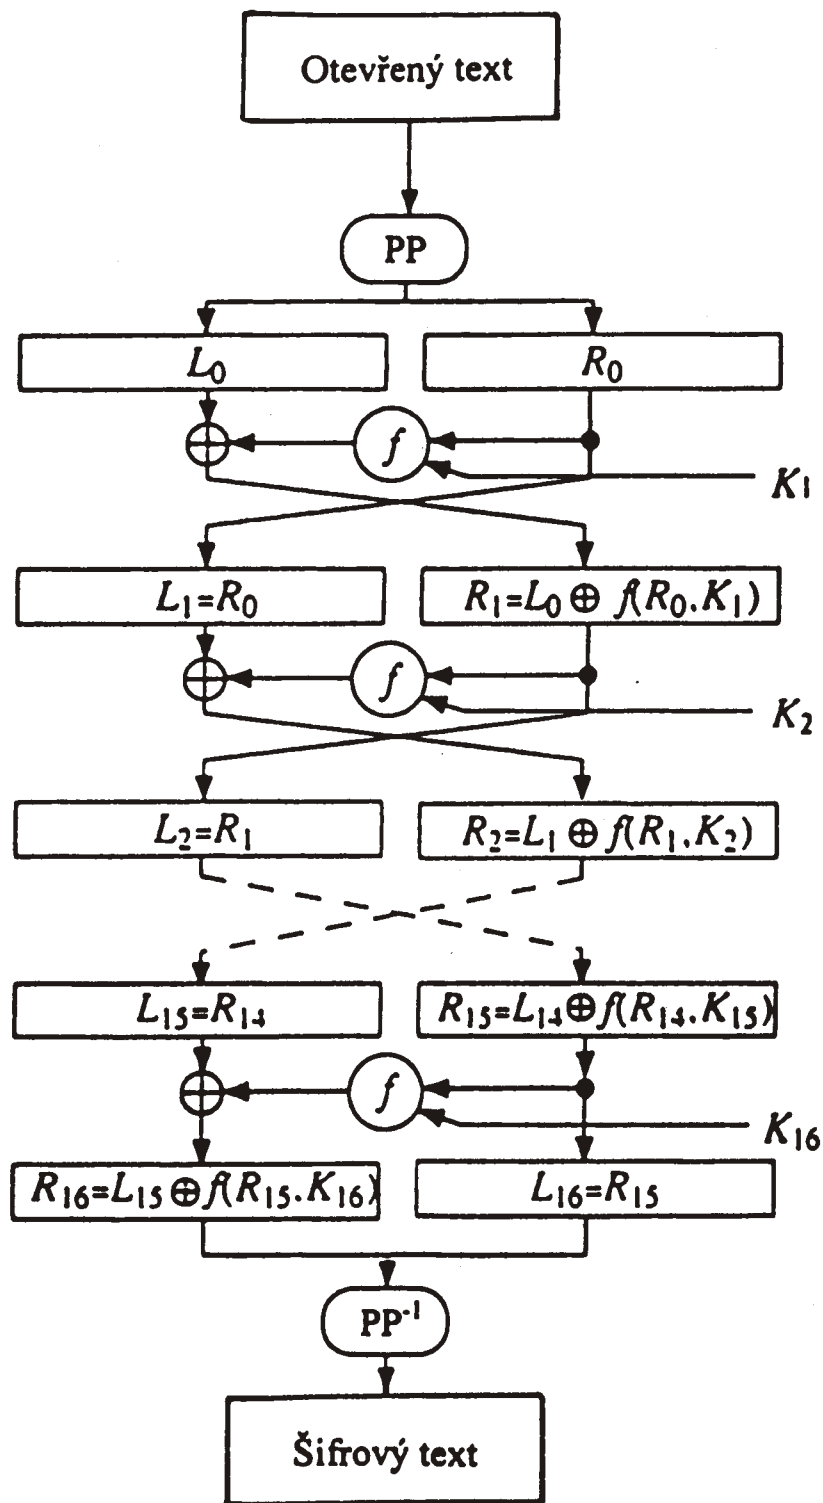 Otevřený text
PP
L₀ R₀
f
K₁
L₁=R₀ R₁=L₀ ⊕ f(R₀.K₁)
f
K₂
L₂=R₁ R₂=L₁ ⊕ f(R₁.K₂)
L₁₅=R₁₄ R₁₅=L₁₄⊕f(R₁₄.K₁₅)
f
K₁₆
R₁₆=L₁₅⊕f(R₁₅.K₁₆) L₁₆=R₁₅
PP⁻¹
Šifrový text